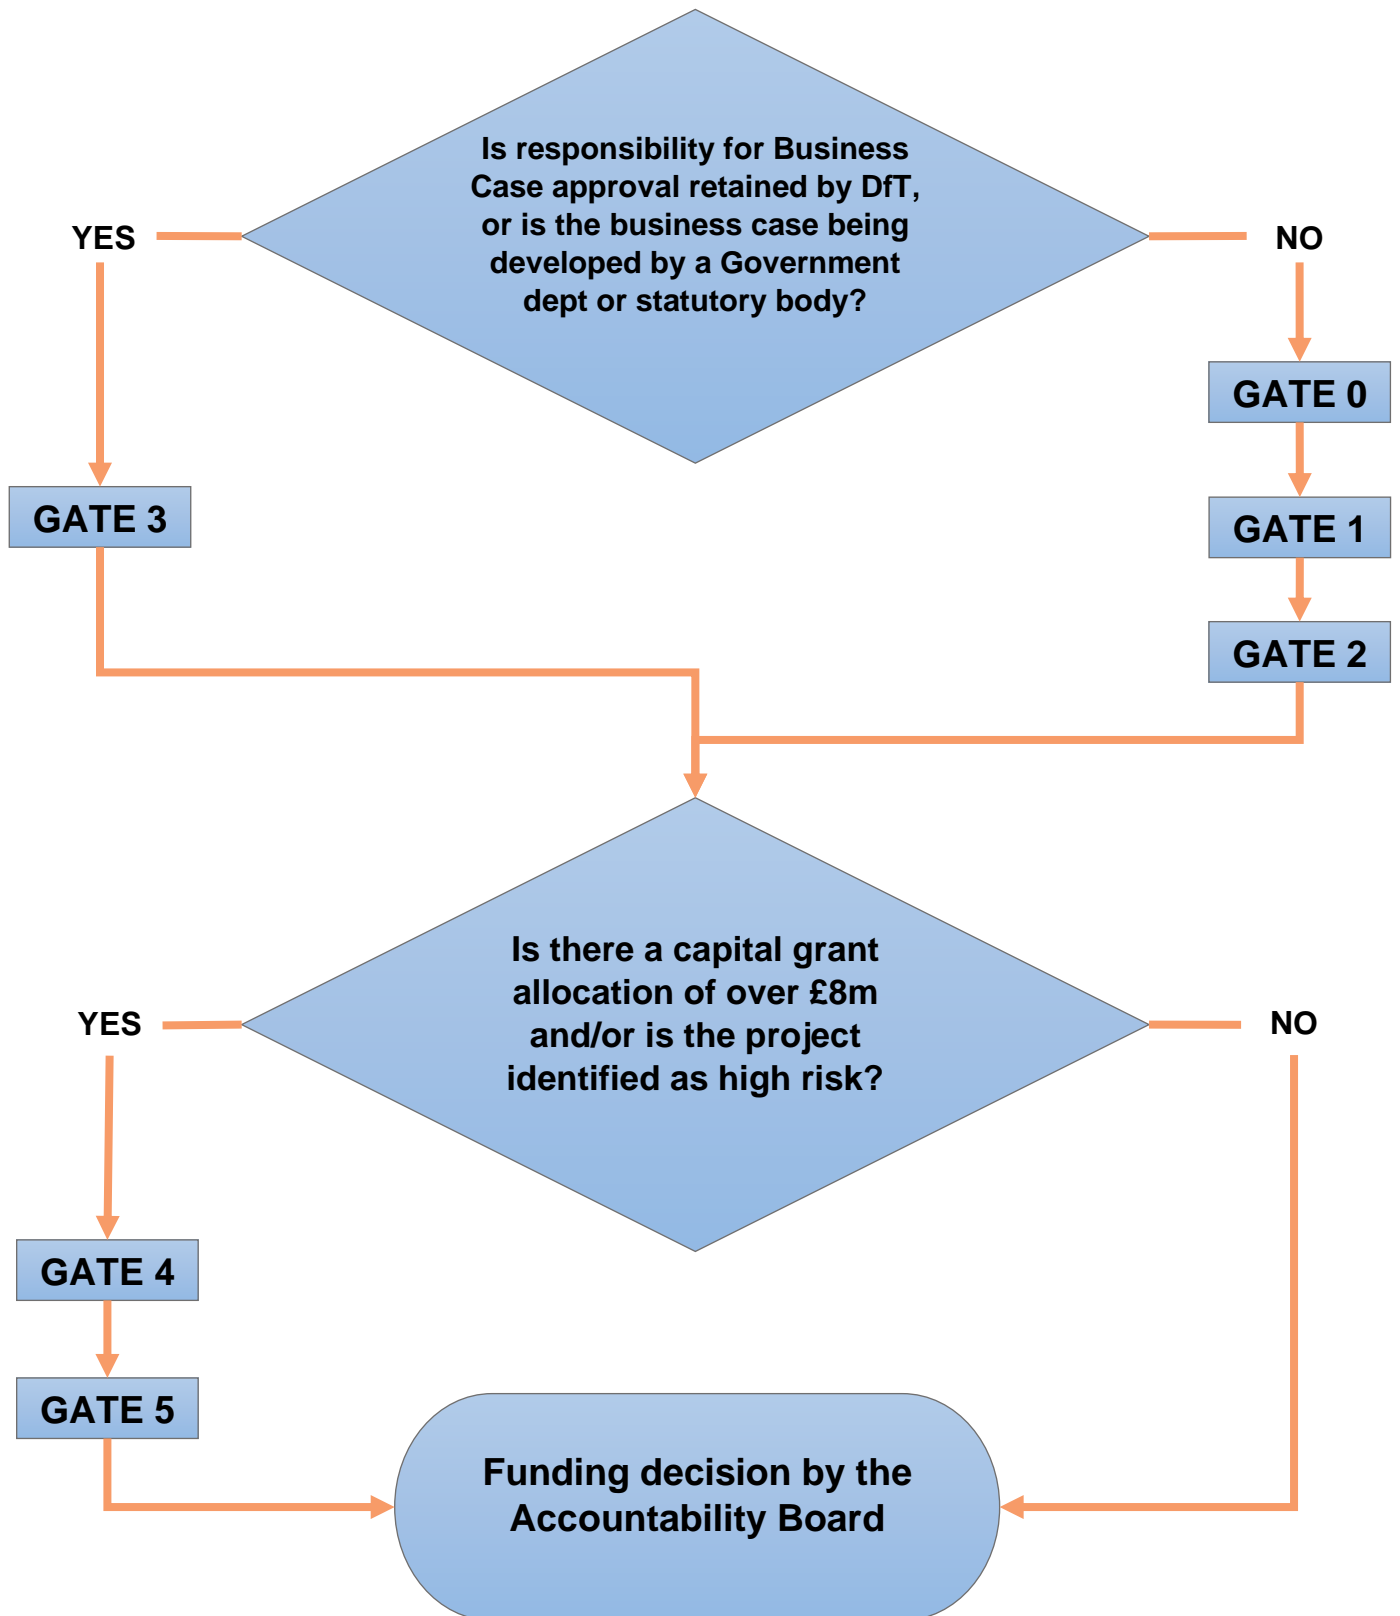 Is responsibility for Business
Case approval retained by DfT,
or is the business case being
developed by a Government
dept or statutory body?
YES
NO
GATE 0
GATE 3
GATE 1
GATE 2
Is there a capital grant
allocation of over £8m
and/or is the project
identified as high risk?
YES
NO
GATE 4
GATE 5
Funding decision by the
Accountability Board